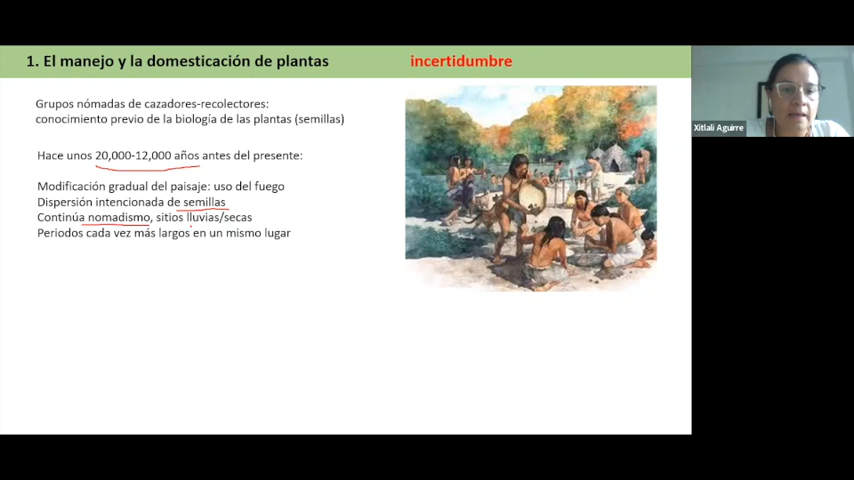 1. El manejo y la domesticación de plantas
incertidumbre
Grupos nómadas de cazadores-recolectores:
conocimiento previo de la biología de las plantas (semillas)
Hace unos 20,000-12,000 años antes del presente:
Modificación gradual del paisaje: uso del fuego
Dispersión intencionada de semillas
Continúa nomadismo, sitios lluvias/secas
Periodos cada vez más largos en un mismo lugar
Xitlali Aguirre